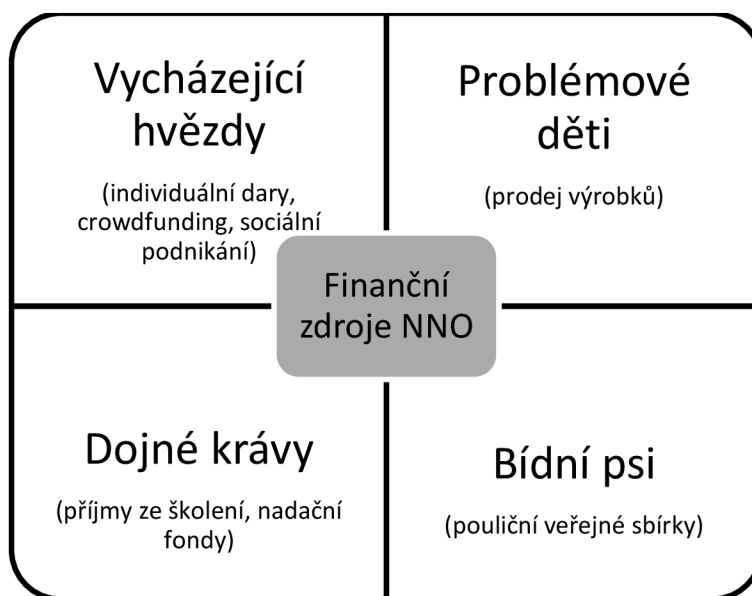 Vycházející
hvězdy
(individuální dary,
crowdfunding, sociální
podnikání)
Problémové
děti
(prodej výrobků)
Finanční
zdroje NNO
Dojné krávy
(příjmy ze školení, nadační
fondy)
Bídní psi
(pouliční veřejné sbírky)